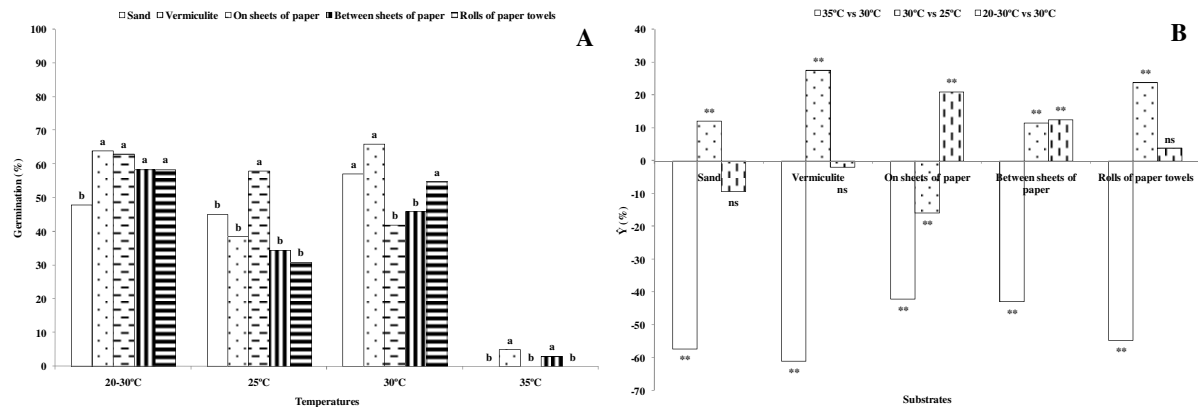 Sand Vermiculite On sheets of paper Between sheets of paper Rolls of paper towels
A
Germination (%)
100
90
80
70
60
50
40
30
20
10
0
b a a a a
b b a b b
a a b b a
b a b a b
20-30ºC 25ºC 30ºC 35ºC
Temperatures
35ºC vs 30ºC 30ºC vs 25ºC 20-30ºC vs 30ºC
B
Ŷ (%)
40
30
20
10
0
-10
-20
-30
-40
-50
-60
-70
** ** ns
** ** ns
** ** **
** ** **
** ** ns
Sand Vermiculite On sheets of paper Between sheets of paper Rolls of paper towels
Substrates